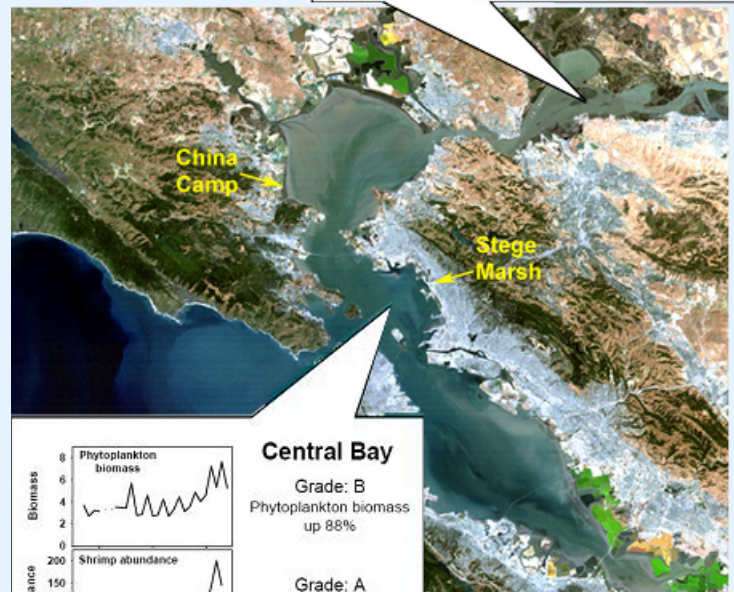 China
Camp
Stege
Marsh
Central Bay
Grade: B
Phytoplankton biomass
up 88%
Phytoplankton
biomass
Biomass
8
6
4
2
0
Shrimp abundance
200
150
Grade: A